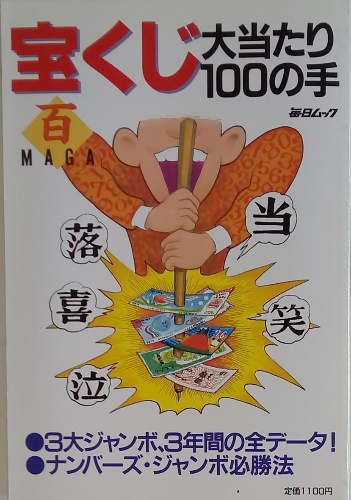 宝くじ
大当たり
100の手
毎日ムック
百
MAGA
当
落
喜
笑
泣
●3大ジャンボ、3年間の全データ!
●ナンバーズ・ジャンボ必勝法
定価1100円